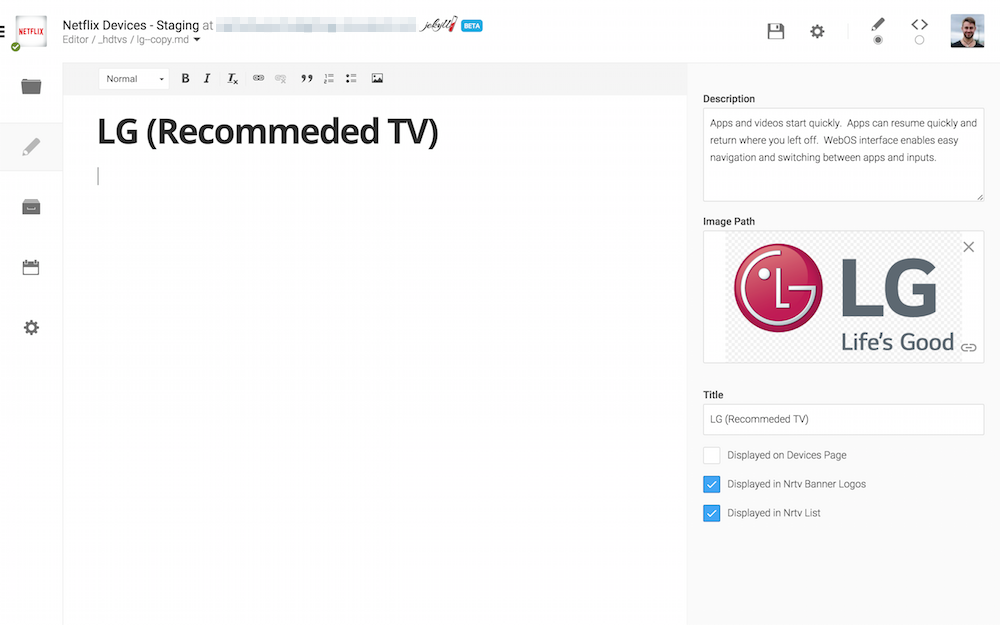 NETFLIX
Netflix Devices - Staging at
jekyll
BETA
Editor / _hdtvs / lg-copy.md
Normal
B I Tx
LG (Recommeded TV)
Description
Apps and videos start quickly.  Apps can resume quickly and
return where you left off.  WebOS interface enables easy
navigation and switching between apps and inputs.
Image Path
LG
Life's Good
Title
LG (Recommeded TV)
Displayed on Devices Page
Displayed in Nrtv Banner Logos
Displayed in Nrtv List